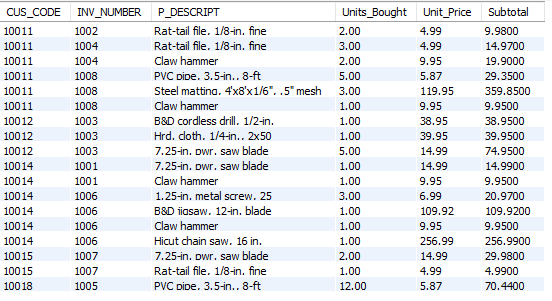 CUS_CODE INV_NUMBER P_DESCRIPT Units_Bought Unit_Price Subtotal
10011 1002 Rat-tail file, 1/8-in. fine 2.00 4.99 9.9800
10011 1004 Rat-tail file, 1/8-in. fine 3.00 4.99 14.9700
10011 1004 Claw hammer 2.00 9.95 19.9000
10011 1008 PVC pipe, 3.5-in., 8-ft 5.00 5.87 29.3500
10011 1008 Steel matting, 4'x8'x1/6", .5" mesh 3.00 119.95 359.8500
10011 1008 Claw hammer 1.00 9.95 9.9500
10012 1003 B&D cordless drill, 1/2-in. 1.00 38.95 38.9500
10012 1003 Hrd. cloth, 1/4-in., 2x50 1.00 39.95 39.9500
10012 1003 7.25-in. pwr. saw blade 5.00 14.99 74.9500
10014 1001 7.25-in. pwr. saw blade 1.00 14.99 14.9900
10014 1001 Claw hammer 1.00 9.95 9.9500
10014 1006 1.25-in. metal screw, 25 3.00 6.99 20.9700
10014 1006 B&D jigsaw, 12-in. blade 1.00 109.92 109.9200
10014 1006 Claw hammer 1.00 9.95 9.9500
10014 1006 Hicut chain saw, 16 in. 1.00 256.99 256.9900
10015 1007 7.25-in. pwr. saw blade 2.00 14.99 29.9800
10015 1007 Rat-tail file, 1/8-in. fine 1.00 4.99 4.9900
10018 1005 PVC pipe, 3.5-in., 8-ft 12.00 5.87 70.4400